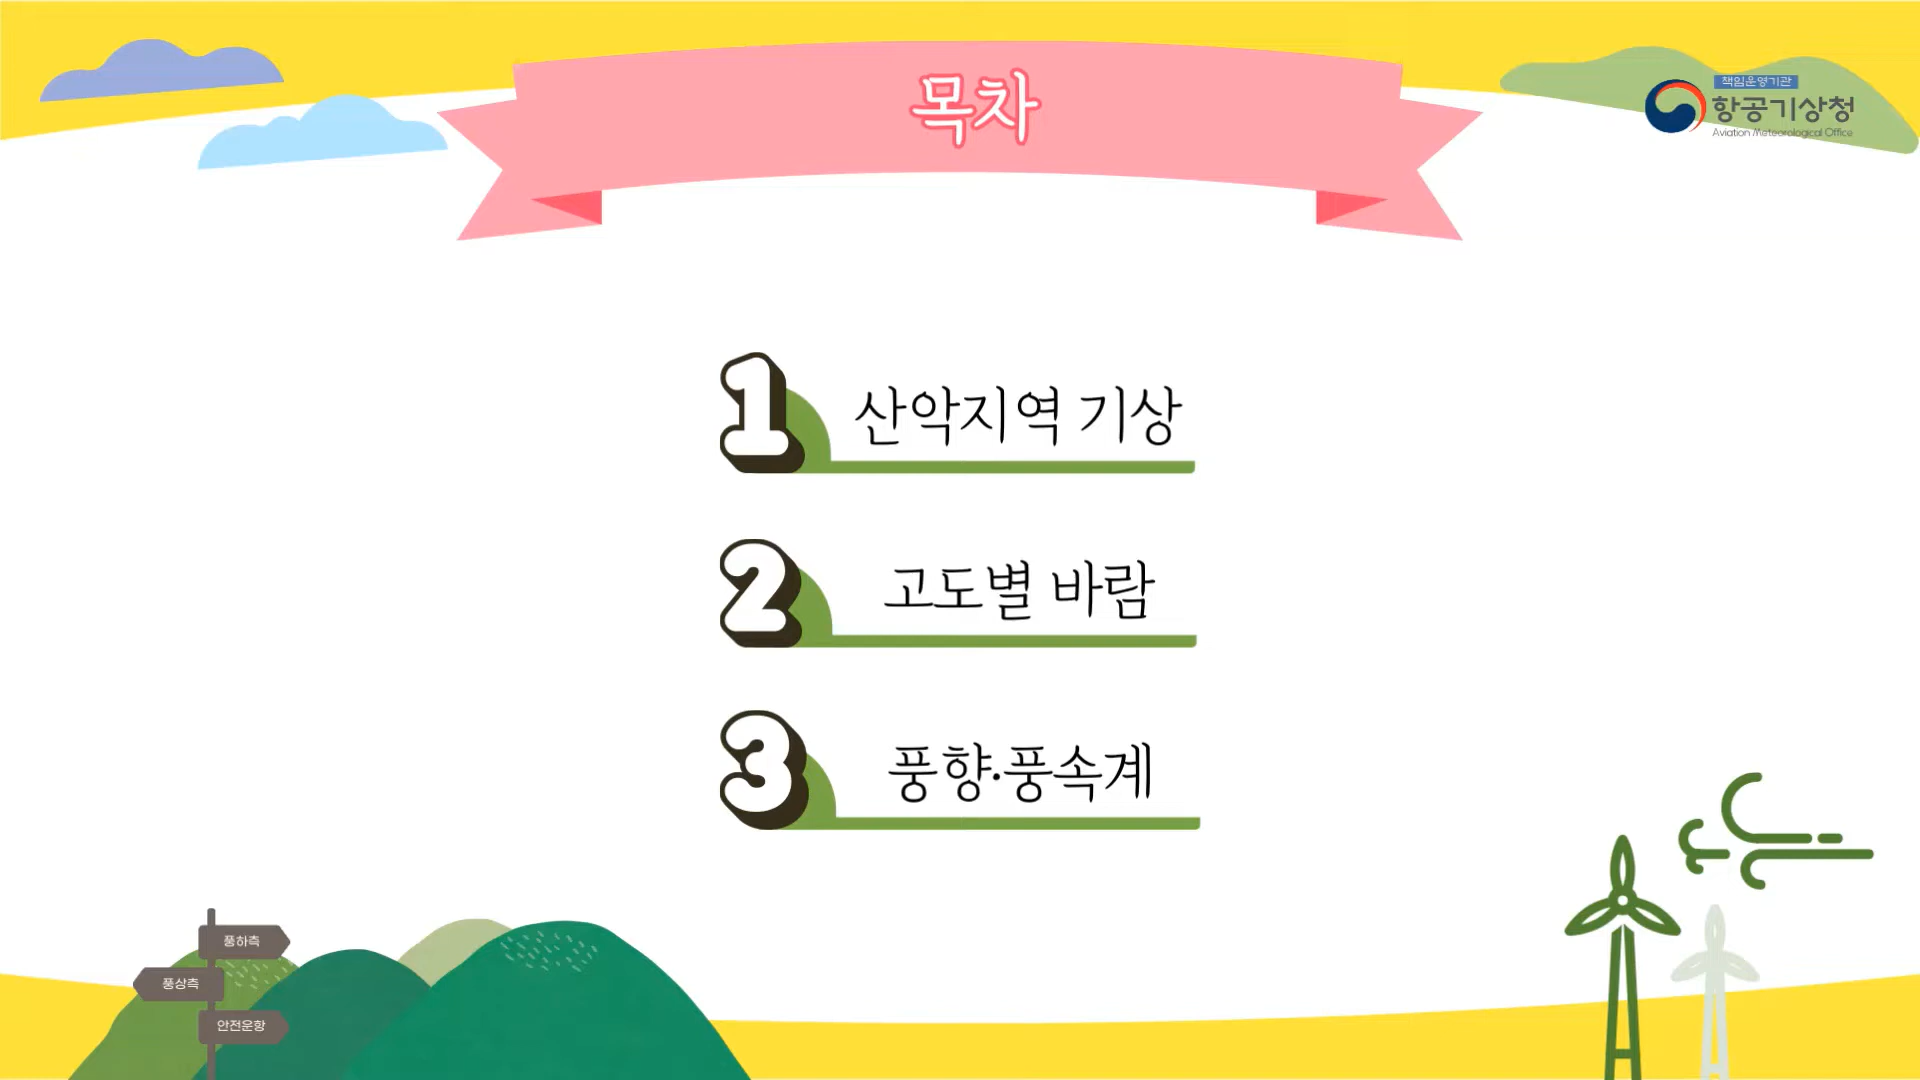 목차
책임운영기관
항공기상청
Aviation Meteorological Office
1 산악지역 기상
2 고도별 바람
3 풍향·풍속계
풍하측
풍상측
안전운항